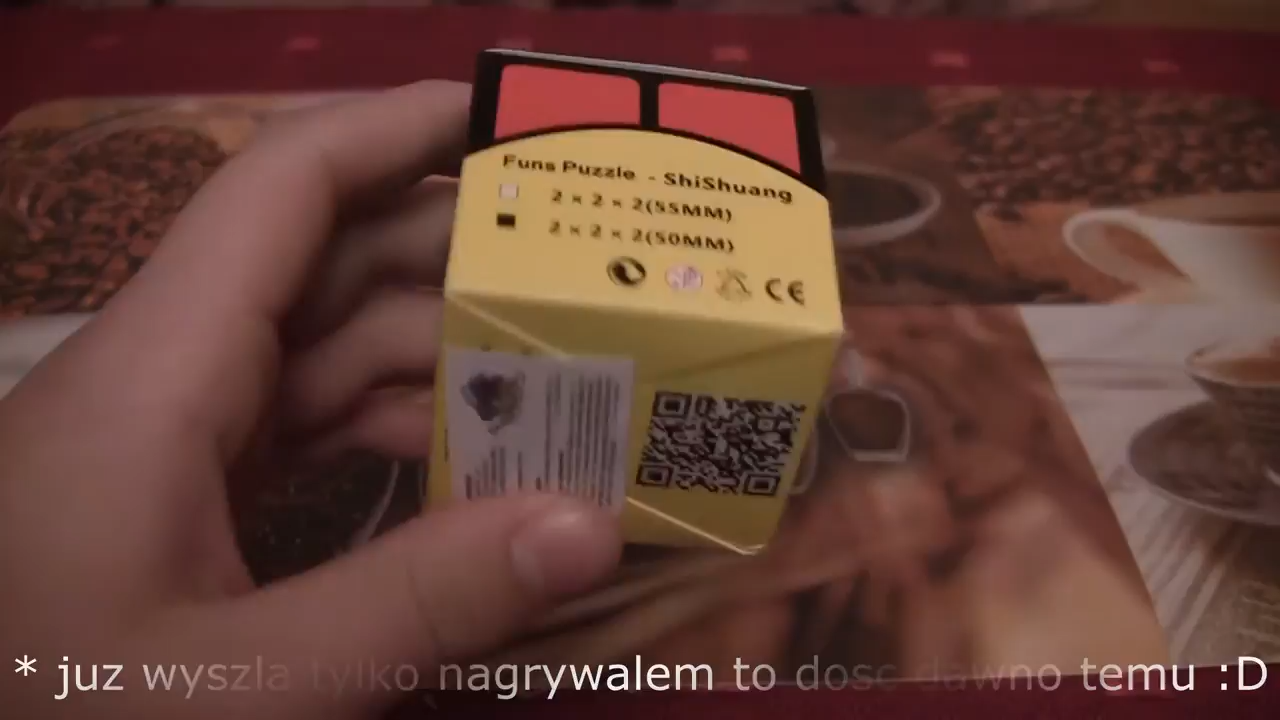 Funs Puzzle - ShiShuang
2 × 2 × 2(55MM)
2 × 2 × 2(50MM)
CE
* juz wyszla tylko nagrywalem to dosc dawno temu :D